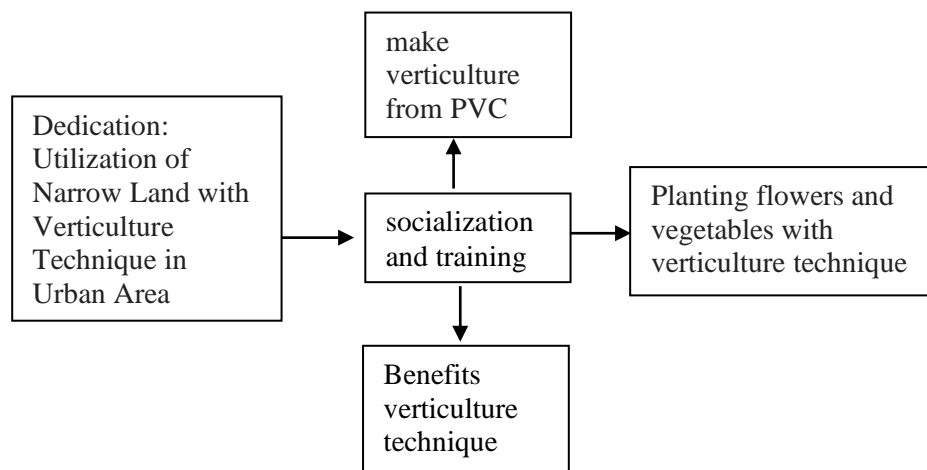 make
verticulture
from PVC
Dedication:
Utilization of
Narrow Land with
Verticulture
Technique in
Urban Area
socialization
and training
Planting flowers and
vegetables with
verticulture technique
Benefits
verticulture
technique